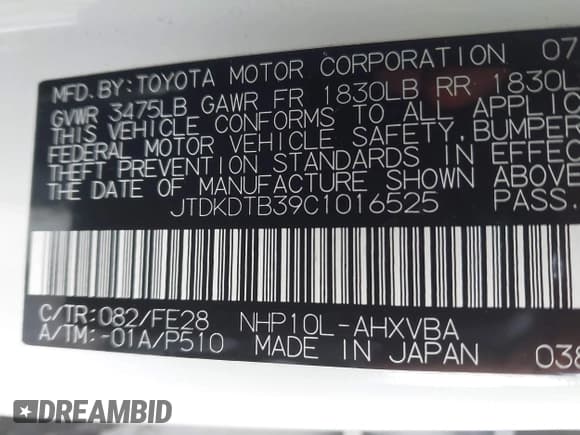 MFD.BY:TOYOTA MOTOR CORPORATION 07
GVWR 3475LB GAWR FR 1830LB RR 1830L
THIS VEHICLE CONFORMS TO ALL APPLIC
FEDERAL MOTOR VEHICLE SAFETY,BUMPER
THEFT PREVENTION STANDARDS IN EFFEC
THE DATE OF MANUFACTURE SHOWN ABOVE
JTDKDTB39C1016525 PASS.
C/TR:082/FE28 NHP10L-AHXVBA
A/TM:-01A/P510 MADE IN JAPAN 038
DREAMBID